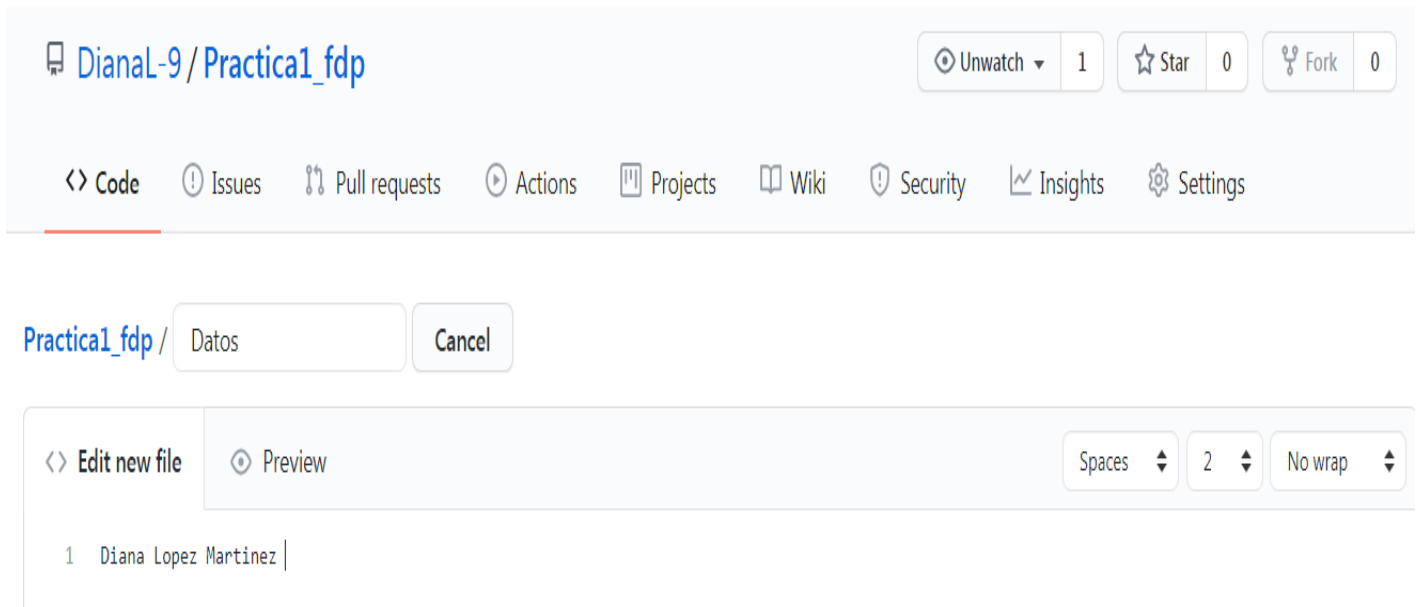 DianaL-9 / Practica1_fdp Unwatch 1 Star 0 Fork 0
<> Code Issues Pull requests Actions Projects Wiki Security Insights Settings
Practica1_fdp / Datos Cancel
<> Edit new file Preview Spaces 2 No wrap
1 Diana Lopez Martinez